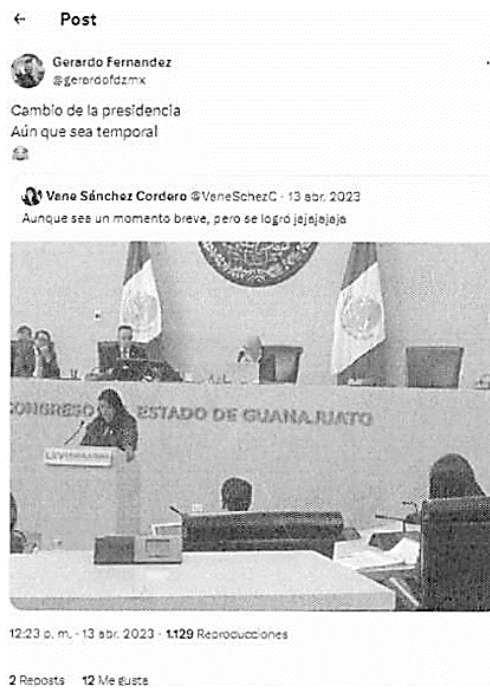 Post
Gerardo Fernandez
@gerardofdzmx
Cambio de la presidencia
Aún que sea temporal
Vane Sánchez Cordero @VaneSchezC · 13 abr. 2023
Aunque sea un momento breve, pero se logró jajajajaja
CONGRESO ESTADO DE GUANAJUATO
12:23 p. m. · 13 abr. 2023 · 1.129 Reproducciones
2 Reposts 12 Me gusta